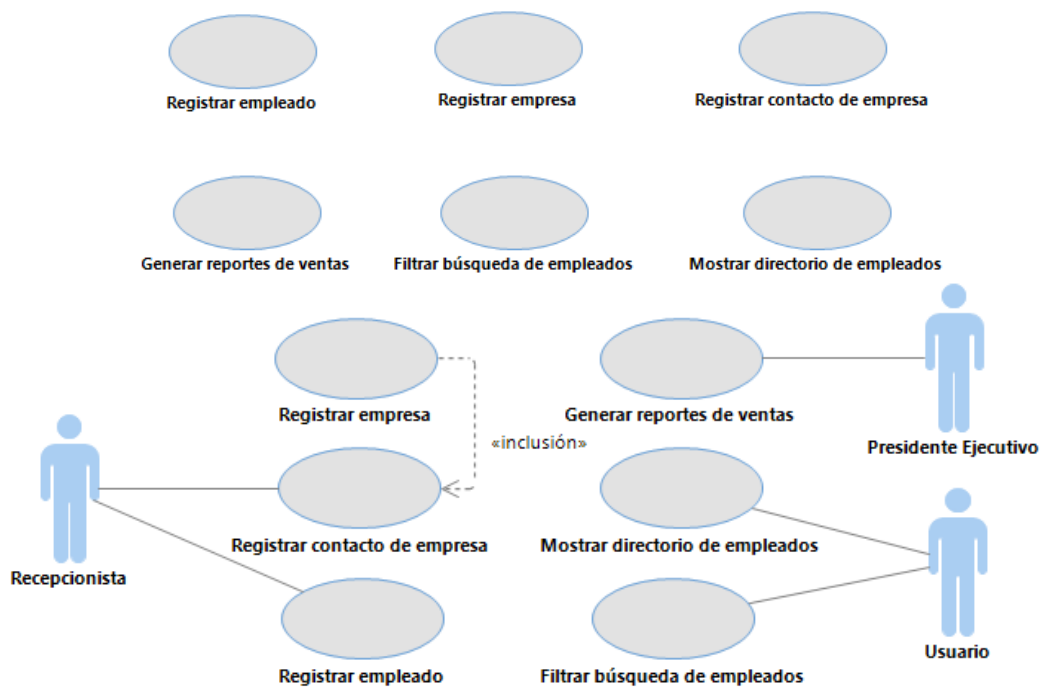 Registrar empleado
Registrar empresa
Registrar contacto de empresa
Generar reportes de ventas
Filtrar búsqueda de empleados
Mostrar directorio de empleados
Registrar empresa
Generar reportes de ventas
«inclusión»
Presidente Ejecutivo
Registrar contacto de empresa
Mostrar directorio de empleados
Recepcionista
Usuario
Registrar empleado
Filtrar búsqueda de empleados